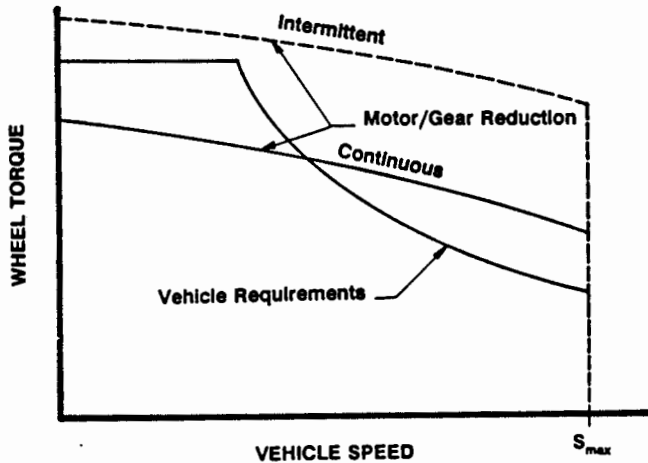 Intermittent
Motor/Gear Reduction
Continuous
Vehicle Requirements
WHEEL TORQUE
VEHICLE SPEED
Smax